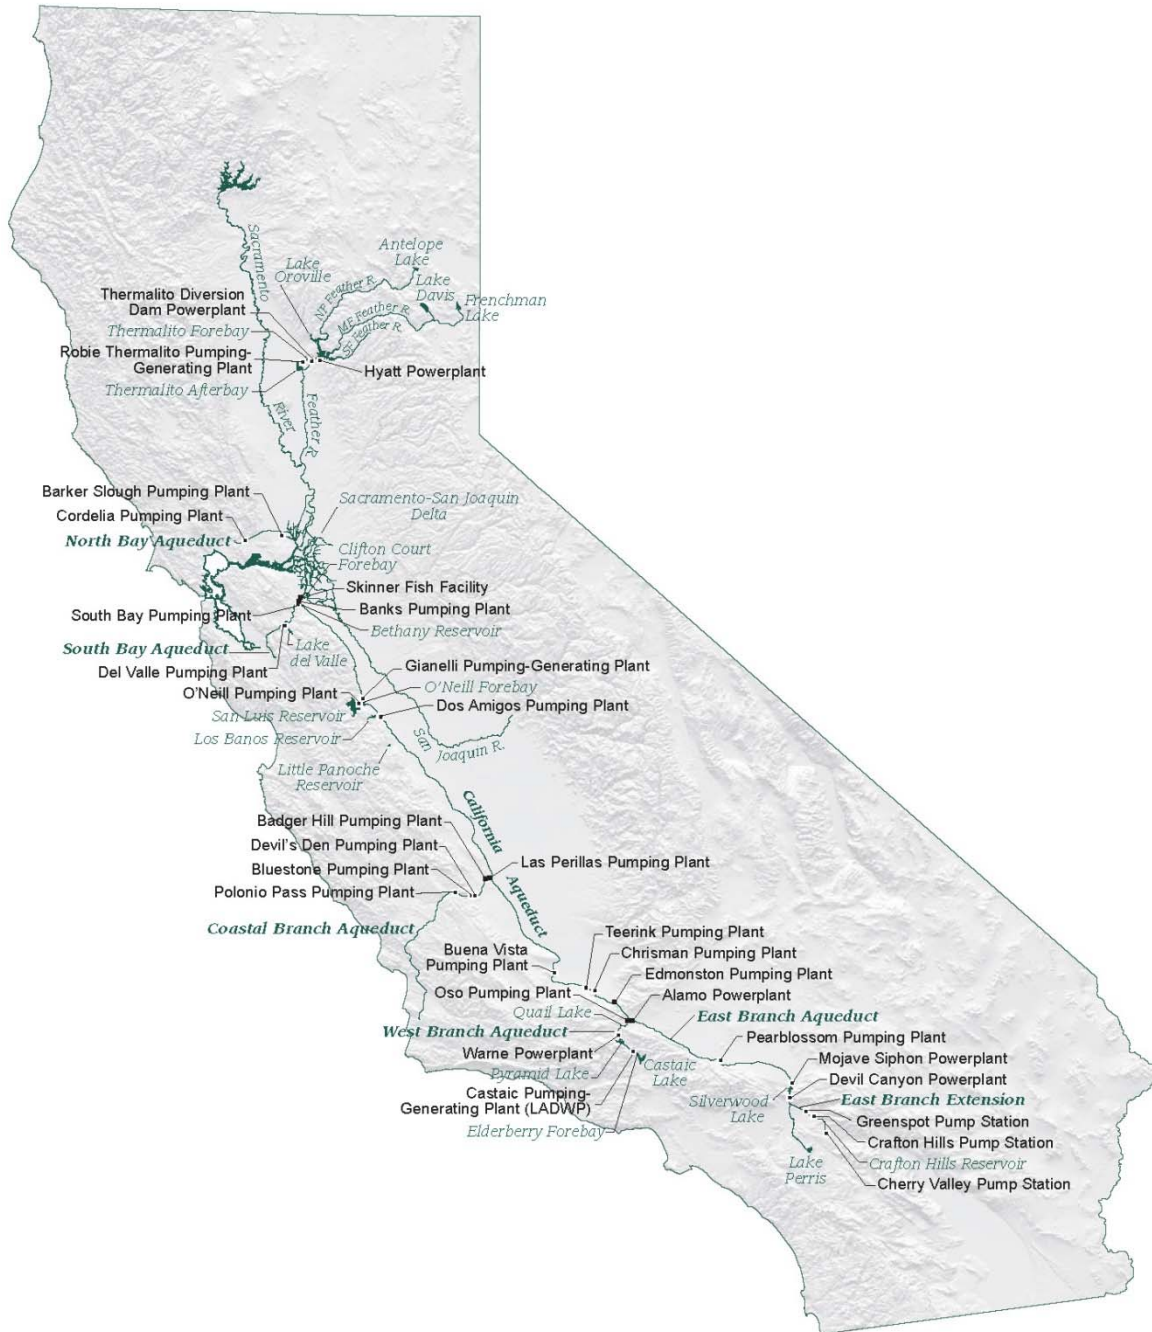 Sacramento
River
Lake
Oroville
Antelope
Lake
Lake
Davis
Frenchman
Lake
NF Feather R.
MF Feather R.
SF Feather R.
Thermalito Diversion
Dam Powerplant
Thermalito Forebay
Robie Thermalito Pumping-
Generating Plant
Thermalito Afterbay
Hyatt Powerplant
Feather R.
Barker Slough Pumping Plant
Cordelia Pumping Plant
North Bay Aqueduct
Sacramento-San Joaquin
Delta
Clifton Court
Forebay
Skinner Fish Facility
Banks Pumping Plant
South Bay Pumping Plant
Bethany Reservoir
South Bay Aqueduct
Lake
del Valle
Del Valle Pumping Plant
Gianelli Pumping-Generating Plant
O'Neill Pumping Plant
O'Neill Forebay
Dos Amigos Pumping Plant
San Luis Reservoir
Los Banos Reservoir
San Joaquin R.
Little Panoche
Reservoir
California
Aqueduct
Badger Hill Pumping Plant
Devil's Den Pumping Plant
Las Perillas Pumping Plant
Bluestone Pumping Plant
Polonio Pass Pumping Plant
Coastal Branch Aqueduct
Teerink Pumping Plant
Buena Vista
Pumping Plant
Chrisman Pumping Plant
Edmonston Pumping Plant
Oso Pumping Plant
Alamo Powerplant
Quail Lake
East Branch Aqueduct
West Branch Aqueduct
Pearblossom Pumping Plant
Warne Powerplant
Mojave Siphon Powerplant
Pyramid Lake
Castaic
Lake
Devil Canyon Powerplant
Castaic Pumping-
Generating Plant (LADWP)
Silverwood
Lake
East Branch Extension
Elderberry Forebay
Greenspot Pump Station
Crafton Hills Pump Station
Crafton Hills Reservoir
Lake
Perris
Cherry Valley Pump Station